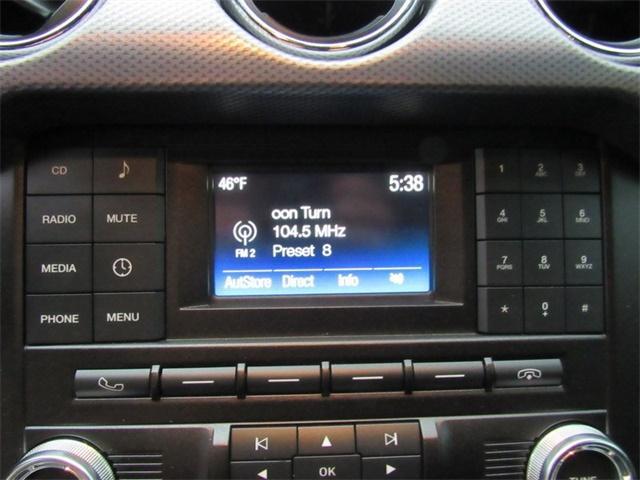 CD
46°F
5:38
1
2 ABC
3 DEF
oon Turn
RADIO
MUTE
104.5 MHz
4 GHI
5 JKL
6 MNO
FM 2
Preset 8
MEDIA
7 PQRS
8 TUV
9 WXYZ
AutStore Direct Info
PHONE
MENU
*
0 +
#
OK
TUNE